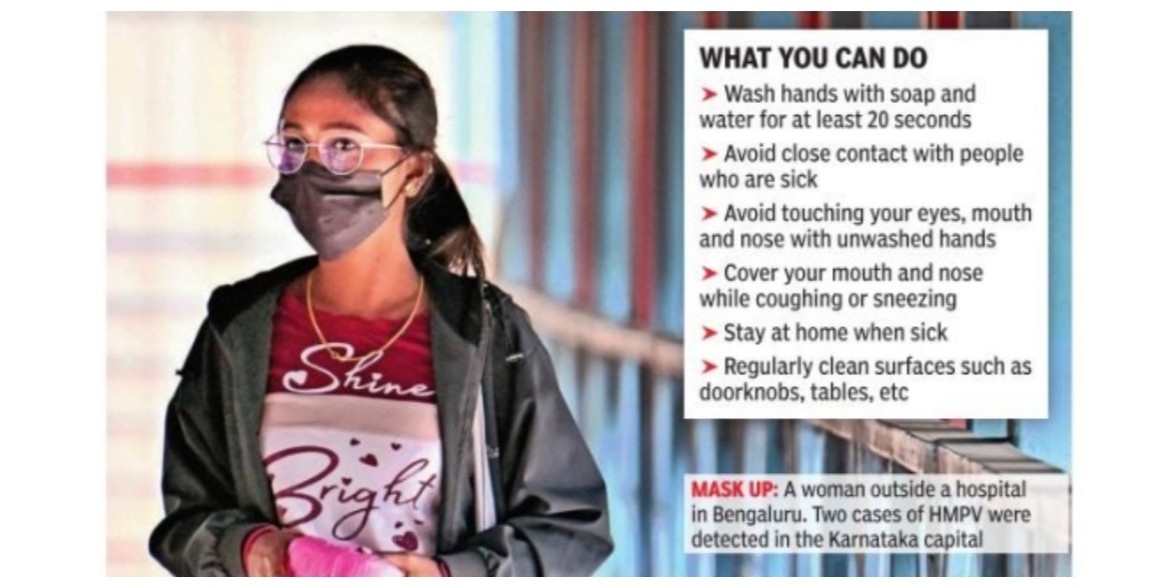 Shine
Bright
WHAT YOU CAN DO
➤ Wash hands with soap and
water for at least 20 seconds
➤ Avoid close contact with people
who are sick
➤ Avoid touching your eyes, mouth
and nose with unwashed hands
➤ Cover your mouth and nose
while coughing or sneezing
➤ Stay at home when sick
➤ Regularly clean surfaces such as
doorknobs, tables, etc
MASK UP: A woman outside a hospital
in Bengaluru. Two cases of HMPV were
detected in the Karnataka capital